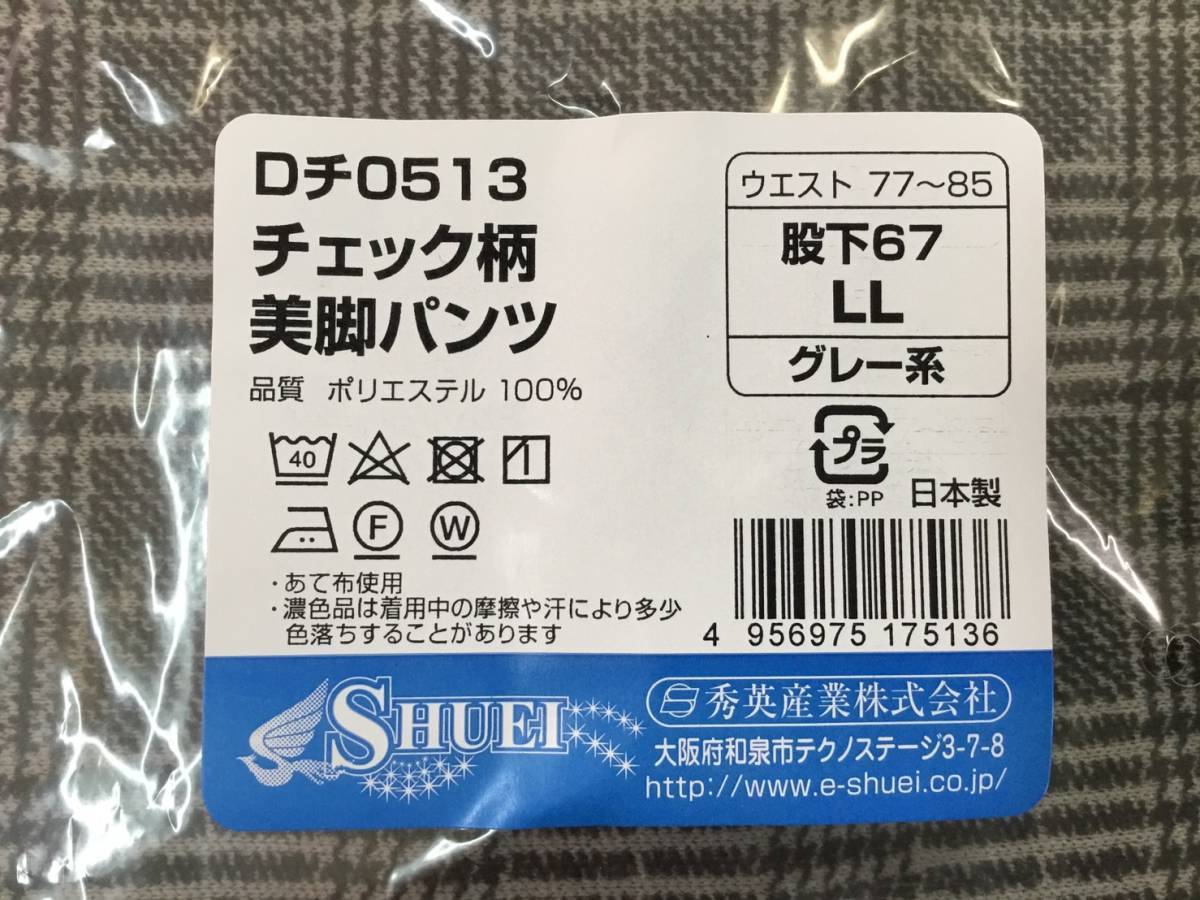 Dチ0513
チェック柄
美脚パンツ
品質 ポリエステル 100%
40
F W
・あて布使用
・濃色品は着用中の摩擦や汗により多少
色落ちすることがあります
ウエスト 77～85
股下67
LL
グレー系
プラ
袋:PP 日本製
4 956975 175136
SHUEI
秀英産業株式会社
大阪府和泉市テクノステージ3-7-8
http://www.e-shuei.co.jp/